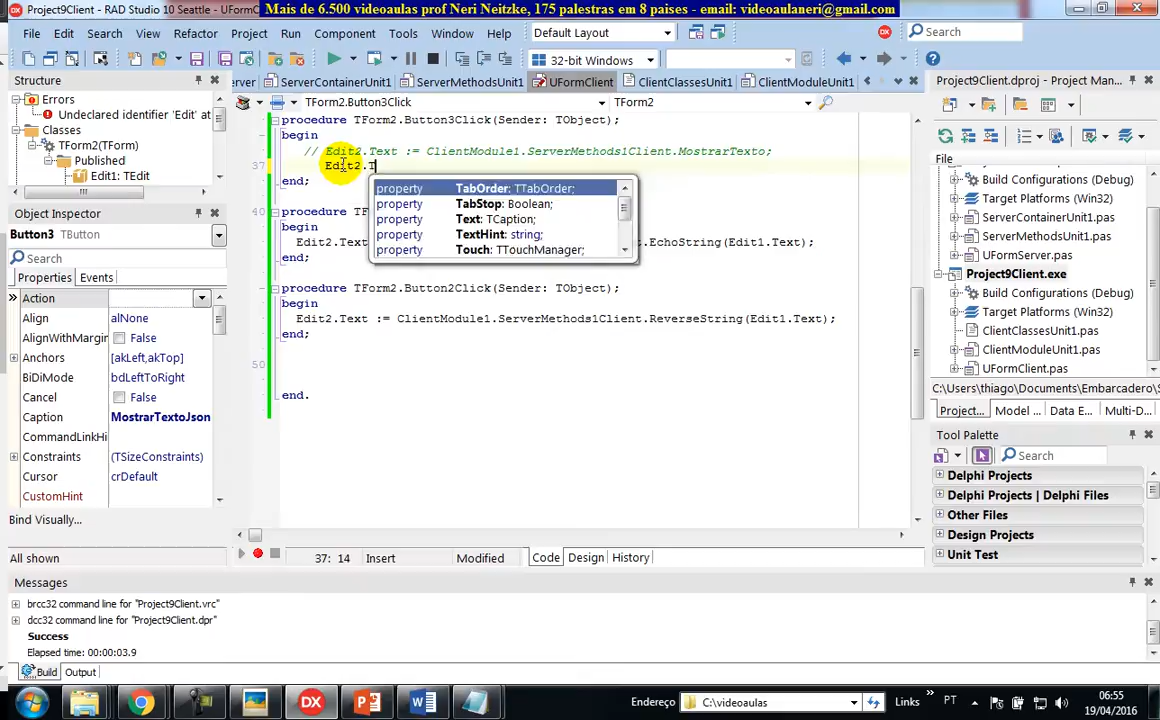 Project9Client - RAD Studio 10 Seattle - UFormC
Mais de 6.500 videoaulas prof Neri Neitzke, 175 palestras em 8 paises - email: videoaulaneri@gmail.com
File Edit Search View Refactor Project Run Component Tools Window Help Default Layout Search
32-bit Windows
Structure
Errors
Undeclared identifier 'Edit' at
Classes
TForm2(TForm)
Published
Edit1: TEdit
Object Inspector
Button3 TButton
Search
Properties Events
Action
Align alNone
AlignWithMargir False
Anchors [akLeft,akTop]
BiDiMode bdLeftToRight
Cancel False
Caption MostrarTextoJson
CommandLinkHi
Constraints (TSizeConstraints)
Cursor crDefault
CustomHint
Bind Visually...
All shown
erver ServerContainerUnit1 ServerMethodsUnit1 UFormClient ClientClassesUnit1 ClientModuleUnit1
TForm2.Button3Click TForm2
procedure TForm2.Button3Click(Sender: TObject);
begin
// Edit2.Text := ClientModule1.ServerMethods1Client.MostrarTexto;
37 Edit2.T
end;
property TabOrder: TTabOrder;
property TabStop: Boolean;
property Text: TCaption;
property TextHint: string;
property Touch: TTouchManager;
40 procedure TF
begin
Edit2.Text .EchoString(Edit1.Text);
end;
procedure TForm2.Button2Click(Sender: TObject);
begin
Edit2.Text := ClientModule1.ServerMethods1Client.ReverseString(Edit1.Text);
end;
50
end.
37: 14 Insert Modified Code Design History
Project9Client.dproj - Project Man...
File
Build Configurations (Debug)
Target Platforms (Win32)
ServerContainerUnit1.pas
ServerMethodsUnit1.pas
UFormServer.pas
Project9Client.exe
Build Configurations (Debug)
Target Platforms (Win32)
ClientClassesUnit1.pas
ClientModuleUnit1.pas
UFormClient.pas
C:\Users\thiago\Documents\Embarcadero\S
Project... Model ... Data E... Multi-D...
Tool Palette
Search
Delphi Projects
Delphi Projects | Delphi Files
Other Files
Design Projects
Unit Test
Messages
brcc32 command line for "Project9Client.vrc"
dcc32 command line for "Project9Client.dpr"
Success
Elapsed time: 00:00:03.9
Build Output
Endereço C:\videoaulas Links » PT 06:55
19/04/2016